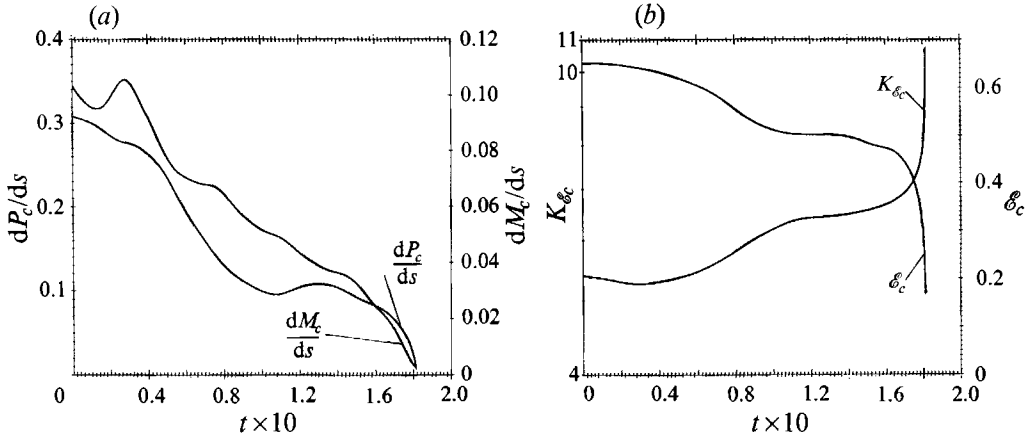 (a)
0.4
0.3
0.2
0.1
dP_c/ds
0.12
0.10
0.08
0.06
0.04
0.02
0
dM_c/ds
dP_c
ds
dM_c
ds
0 0.4 0.8 1.2 1.6 2.0
t×10
(b)
11
10
4
K_ℰc
0.6
0.4
0.2
0
ℰ_c
K_ℰc
ℰ_c
0 0.4 0.8 1.2 1.6 2.0
t×10